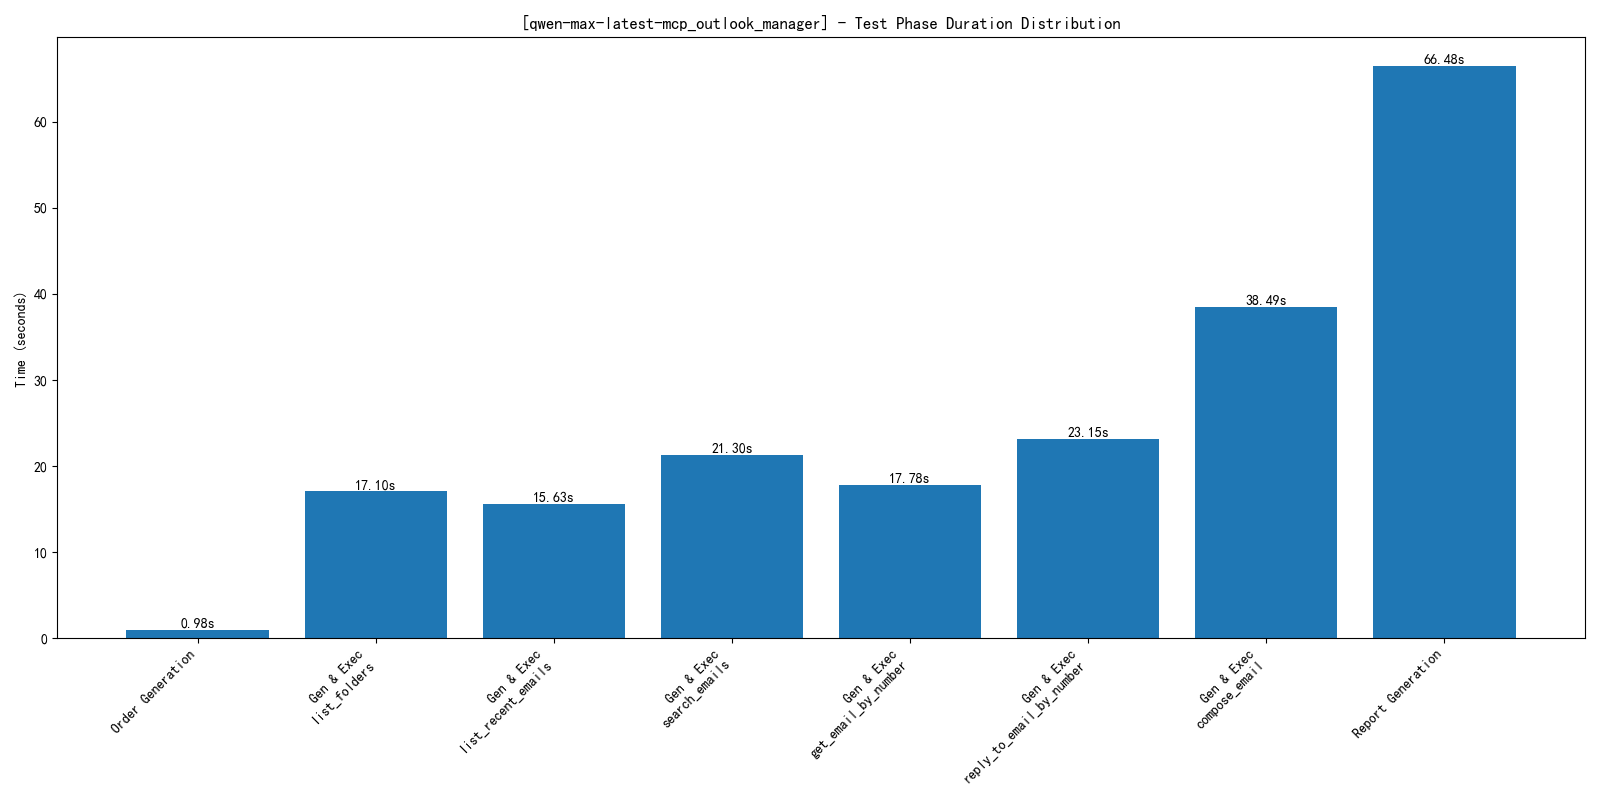 [qwen-max-latest-mcp_outlook_manager] - Test Phase Duration Distribution
Time (seconds)
60
50
40
30
20
10
0
0.98s
17.10s
15.63s
21.30s
17.78s
23.15s
38.49s
66.48s
Order Generation
Gen & Exec
list_folders
Gen & Exec
list_recent_emails
Gen & Exec
search_emails
Gen & Exec
get_email_by_number
Gen & Exec
reply_to_email_by_number
Gen & Exec
compose_email
Report Generation